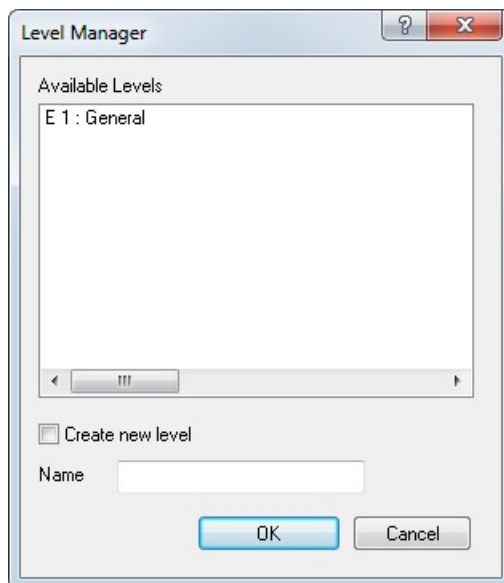 Level Manager
Available Levels
E 1 : General
Create new level
Name
OK
Cancel